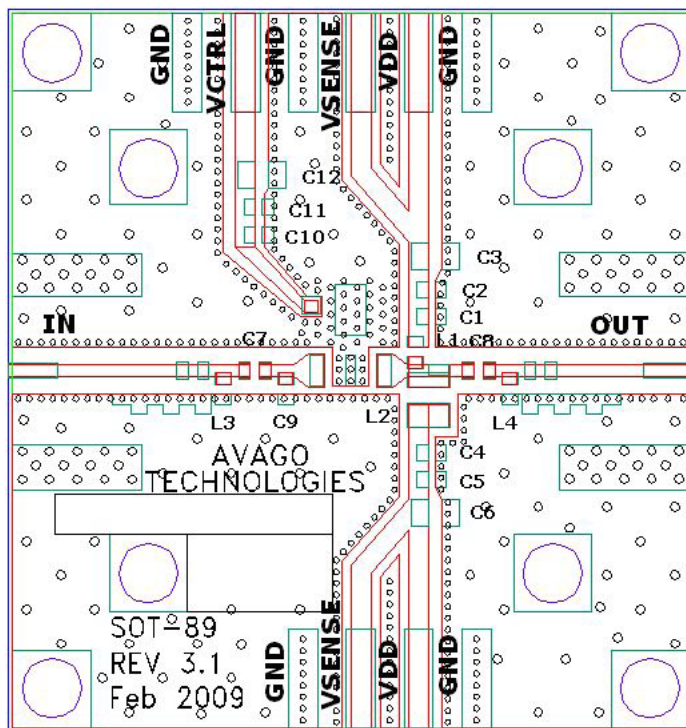 GND
VCTRL
GND
VSENSE
VDD
GND
C12
C11
C10
C3
C2
C1
IN
OUT
C7
L1
C8
L3
C9
L2
L4
AVAGO
TECHNOLOGIES
C4
C5
C6
SOT-89
REV 3.1
Feb 2009
GND
VSENSE
VDD
GND